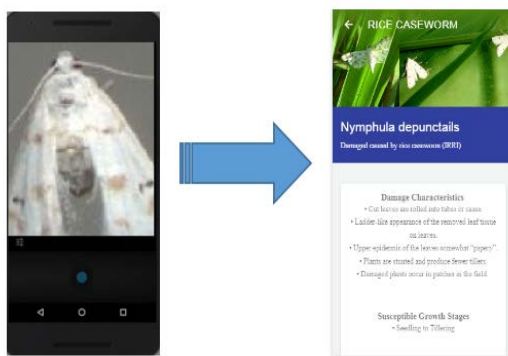 RICE CASEWORM
Nymphula depunctails
Damaged caused by rice caseworm (IRRI)
Damage Characteristics
• Cut leaves are rolled into tubes or cases
• Ladder-like appearance of the removed leaf tissue
on leaves.
• Upper epidermis of the leaves somewhat "papery".
• Plants are stunted and produce fewer tillers.
• Damaged plants occur in patches in the field
Susceptible Growth Stages
• Seedling to Tillering